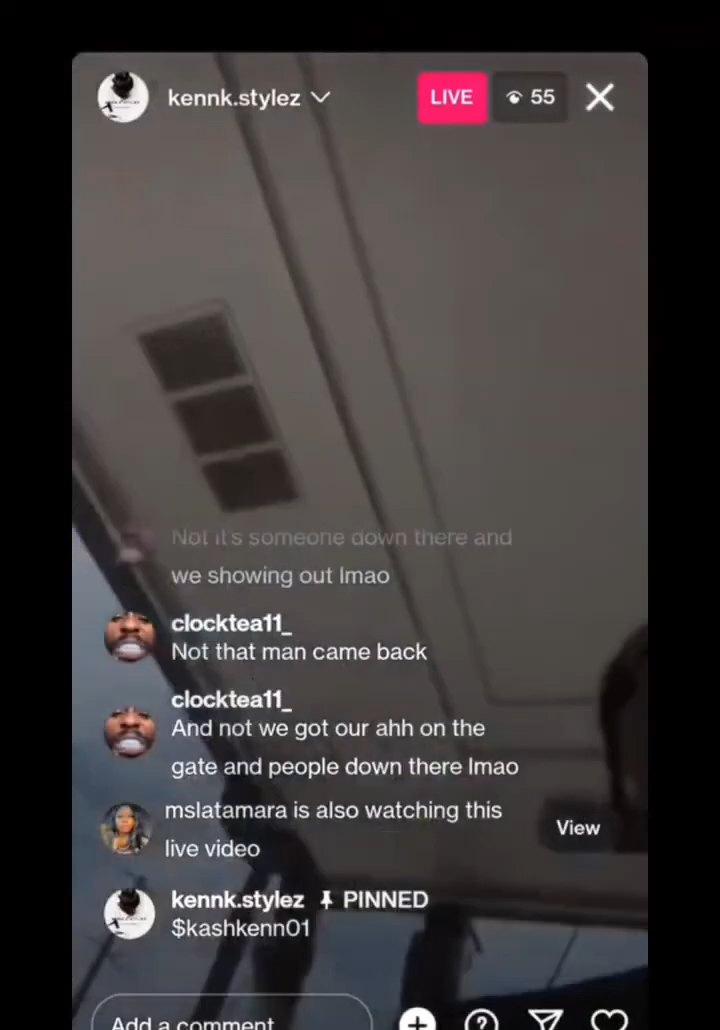 kennk.stylez
LIVE
55
Not it's someone down there and
we showing out lmao
clocktea11_
Not that man came back
clocktea11_
And not we got our ahh on the
gate and people down there lmao
mslatamara is also watching this
live video
View
kennk.stylez PINNED
$kashkenn01
Add a comment